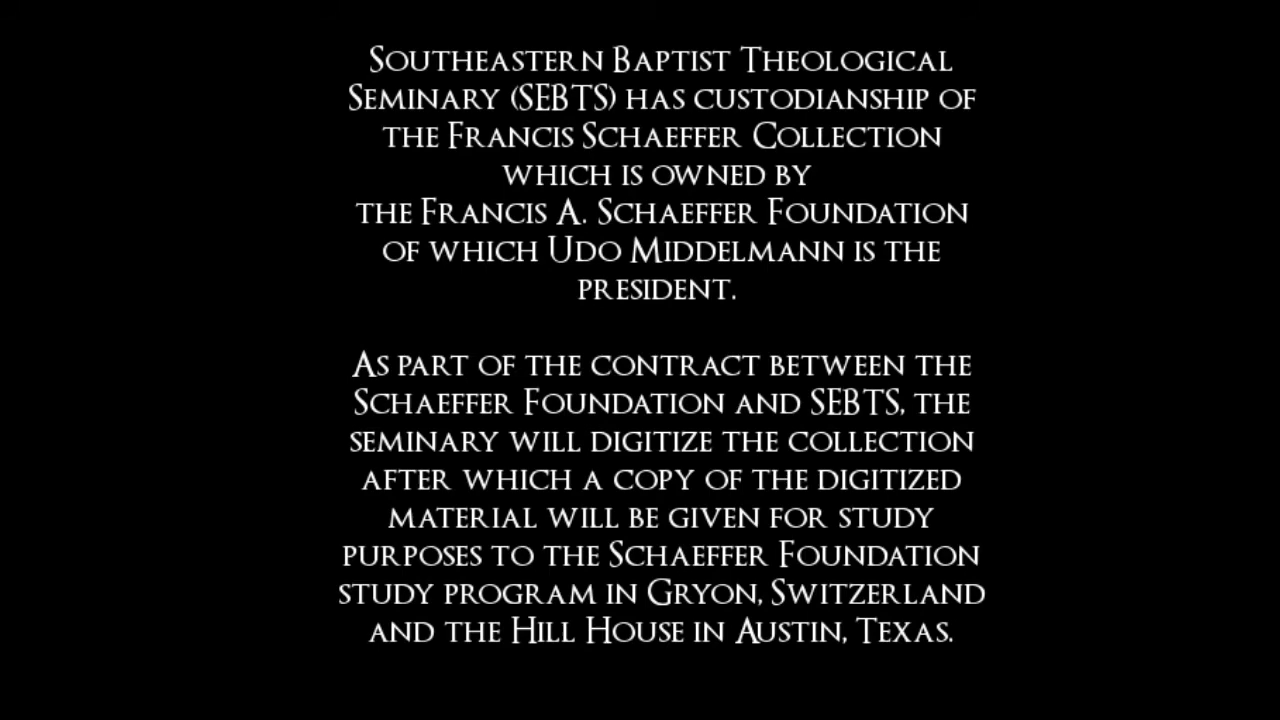 Southeastern Baptist Theological
Seminary (SEBTS) has custodianship of
the Francis Schaeffer Collection
which is owned by
the Francis A. Schaeffer Foundation
of which Udo Middelmann is the
president.
As part of the contract between the
Schaeffer Foundation and SEBTS, the
seminary will digitize the collection
after which a copy of the digitized
material will be given for study
purposes to the Schaeffer Foundation
study program in Gryon, Switzerland
and the Hill House in Austin, Texas.